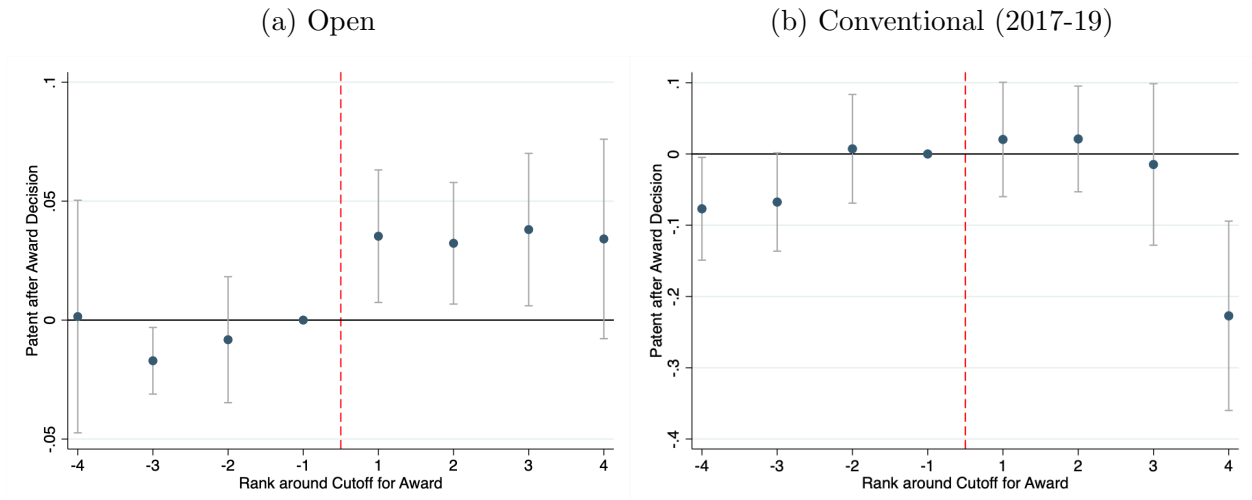 (a) Open
Patent after Award Decision
.1
.05
0
-.05
-4 -3 -2 -1 1 2 3 4
Rank around Cutoff for Award
(b) Conventional (2017-19)
Patent after Award Decision
.1
0
-.1
-.2
-.3
-.4
-4 -3 -2 -1 1 2 3 4
Rank around Cutoff for Award